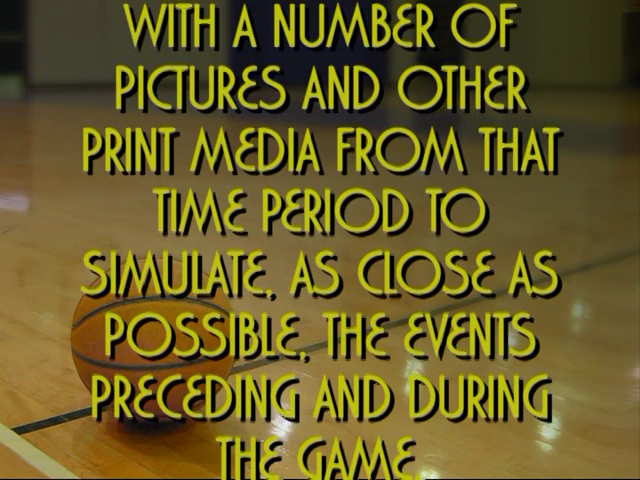 WITH A NUMBER OF
PICTURES AND OTHER
PRINT MEDIA FROM THAT
TIME PERIOD TO
SIMULATE, AS CLOSE AS
POSSIBLE, THE EVENTS
PRECEDING AND DURING
THE GAME.